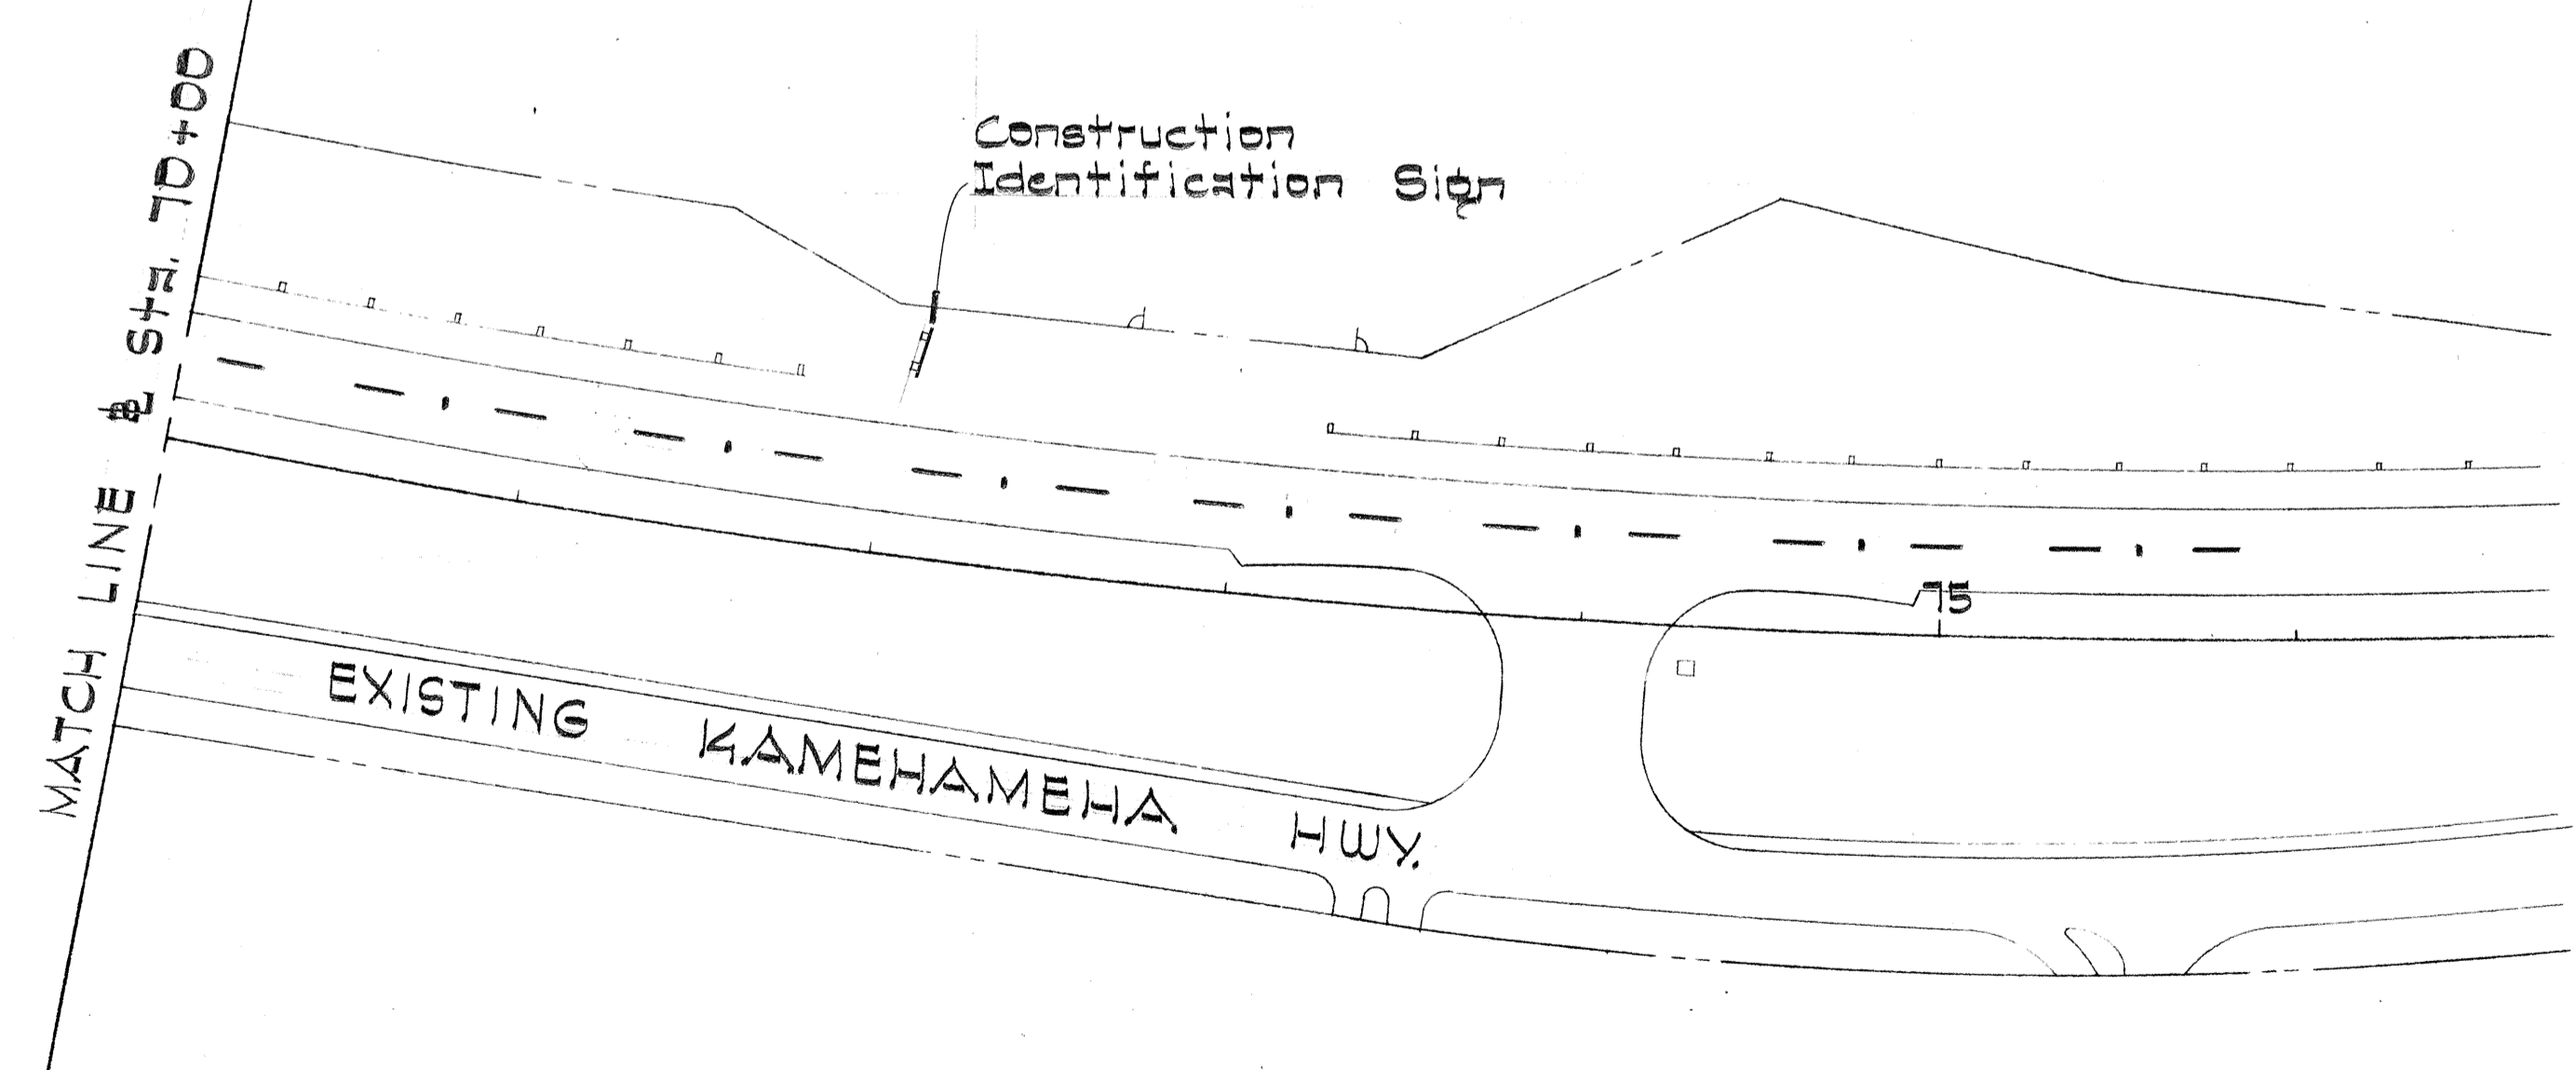 Construction
Identification Sign
MATCH LINE ℄ Sta. 70+00
75
EXISTING KAMEHAMEHA HWY.